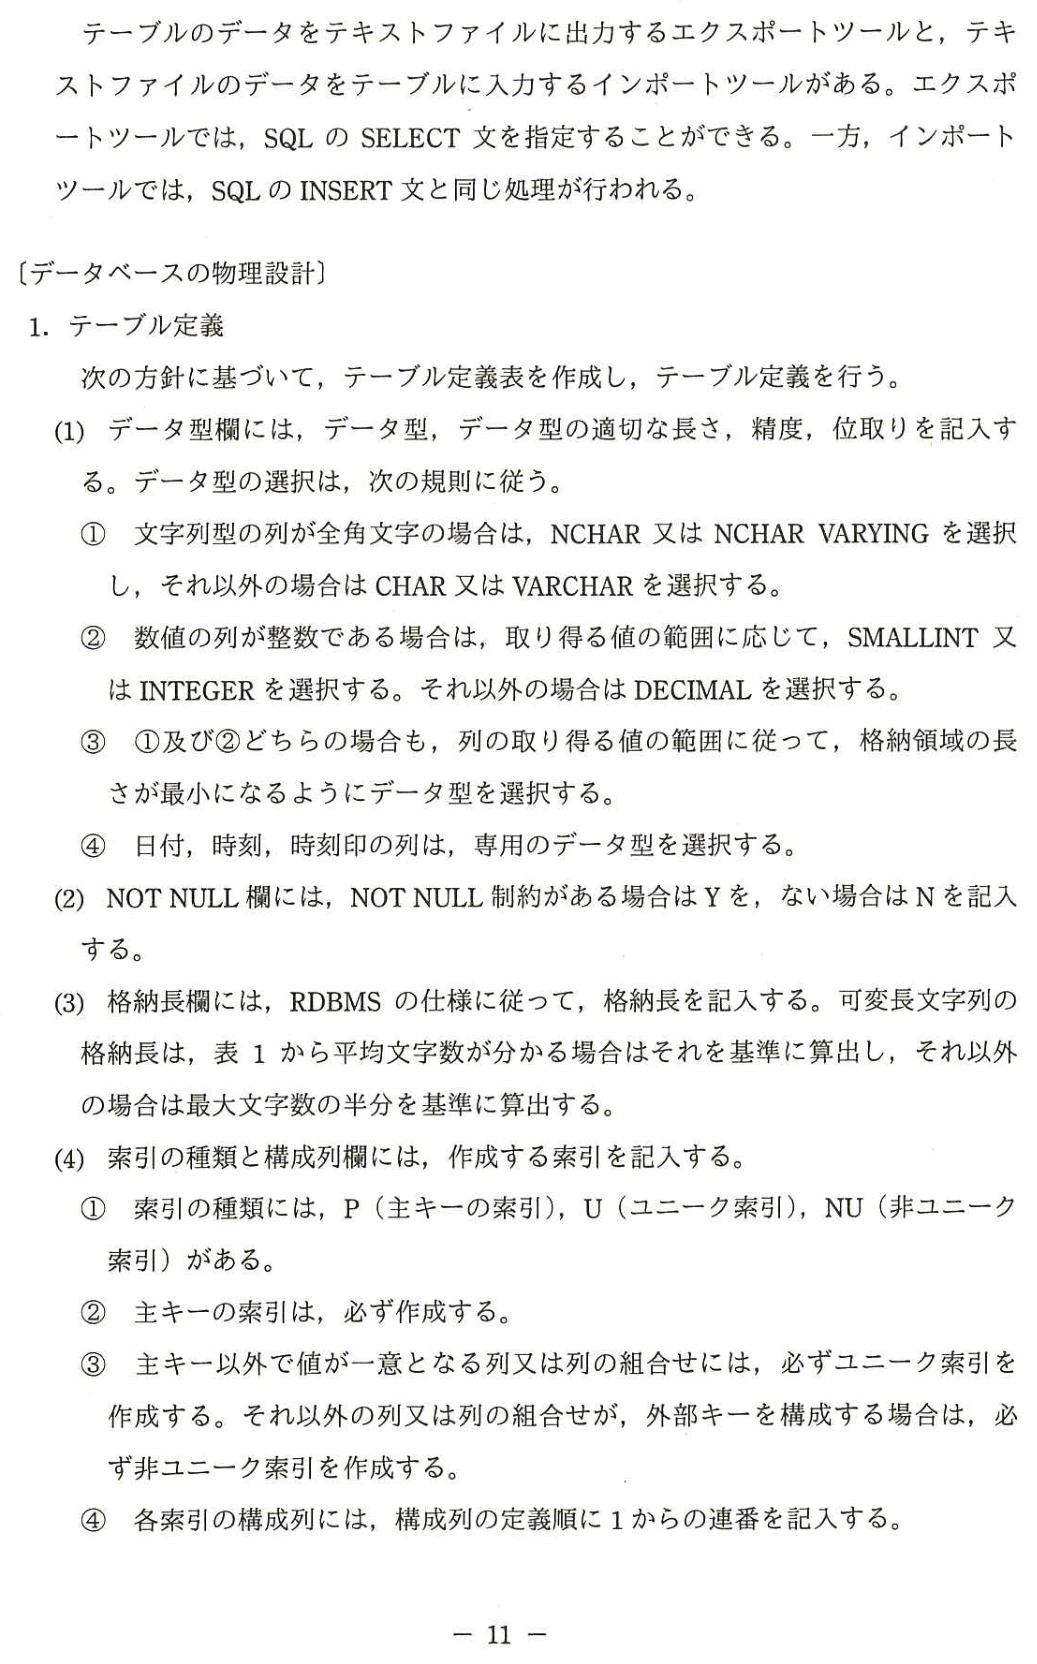 テーブルのデータをテキストファイルに出力するエクスポートツールと，テキ
ストファイルのデータをテーブルに入力するインポートツールがある。エクスポ
ートツールでは，SQL の SELECT 文を指定することができる。一方，インポート
ツールでは，SQL の INSERT 文と同じ処理が行われる。
〔データベースの物理設計〕
1．テーブル定義
次の方針に基づいて，テーブル定義表を作成し，テーブル定義を行う。
(1) データ型欄には，データ型，データ型の適切な長さ，精度，位取りを記入す
る。データ型の選択は，次の規則に従う。
① 文字列型の列が全角文字の場合は，NCHAR 又は NCHAR VARYING を選択
し，それ以外の場合は CHAR 又は VARCHAR を選択する。
② 数値の列が整数である場合は，取り得る値の範囲に応じて，SMALLINT 又
は INTEGER を選択する。それ以外の場合は DECIMAL を選択する。
③ ①及び②どちらの場合も，列の取り得る値の範囲に従って，格納領域の長
さが最小になるようにデータ型を選択する。
④ 日付，時刻，時刻印の列は，専用のデータ型を選択する。
(2) NOT NULL 欄には，NOT NULL 制約がある場合は Y を，ない場合は N を記入
する。
(3) 格納長欄には，RDBMS の仕様に従って，格納長を記入する。可変長文字列の
格納長は，表 1 から平均文字数が分かる場合はそれを基準に算出し，それ以外
の場合は最大文字数の半分を基準に算出する。
(4) 索引の種類と構成列欄には，作成する索引を記入する。
① 索引の種類には，P（主キーの索引），U（ユニーク索引），NU（非ユニーク
索引）がある。
② 主キーの索引は，必ず作成する。
③ 主キー以外で値が一意となる列又は列の組合せには，必ずユニーク索引を
作成する。それ以外の列又は列の組合せが，外部キーを構成する場合は，必
ず非ユニーク索引を作成する。
④ 各索引の構成列には，構成列の定義順に 1 からの連番を記入する。
－ 11 －